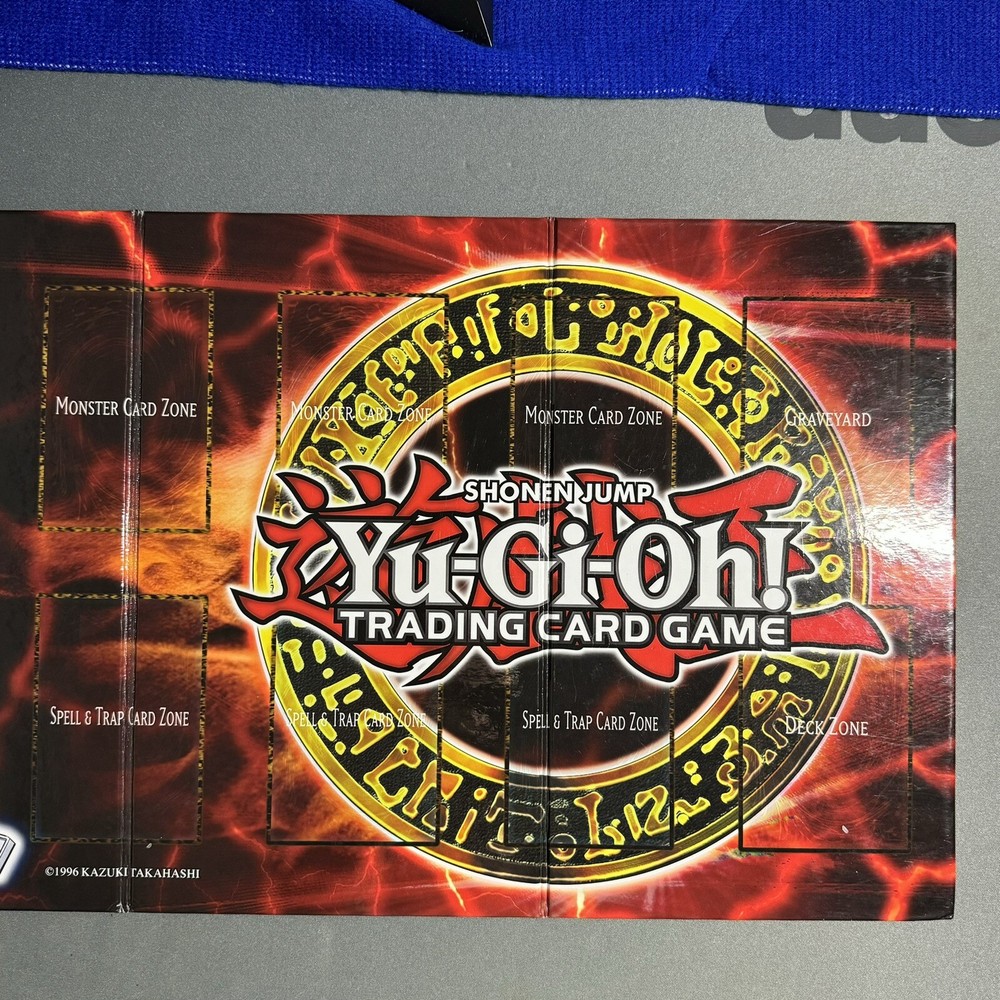 MONSTER CARD ZONE
MONSTER CARD ZONE
MONSTER CARD ZONE
GRAVEYARD
SHONEN JUMP
Yu-Gi-Oh!
TRADING CARD GAME
SPELL & TRAP CARD ZONE
SPELL & TRAP CARD ZONE
SPELL & TRAP CARD ZONE
DECK ZONE
©1996 KAZUKI TAKAHASHI